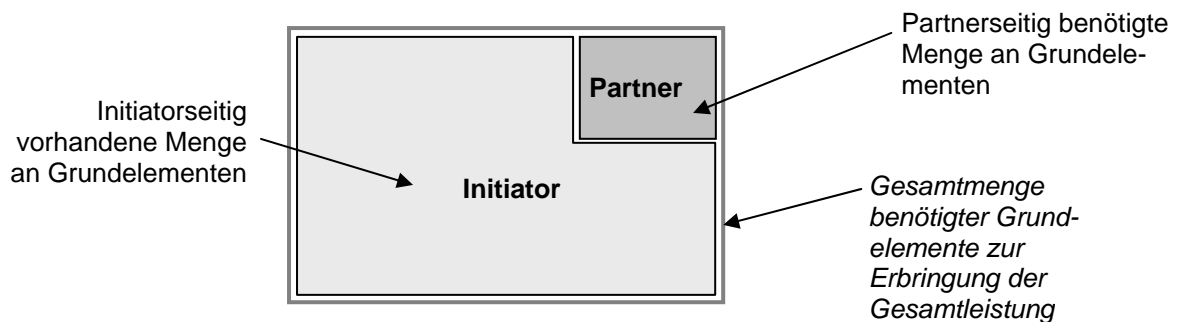 Partnerseitig benötigte
Menge an Grundele-
menten
Partner
Initiatorseitig
vorhandene Menge
an Grundelementen
Initiator
Gesamtmenge
benötigter Grund-
elemente zur
Erbringung der
Gesamtleistung